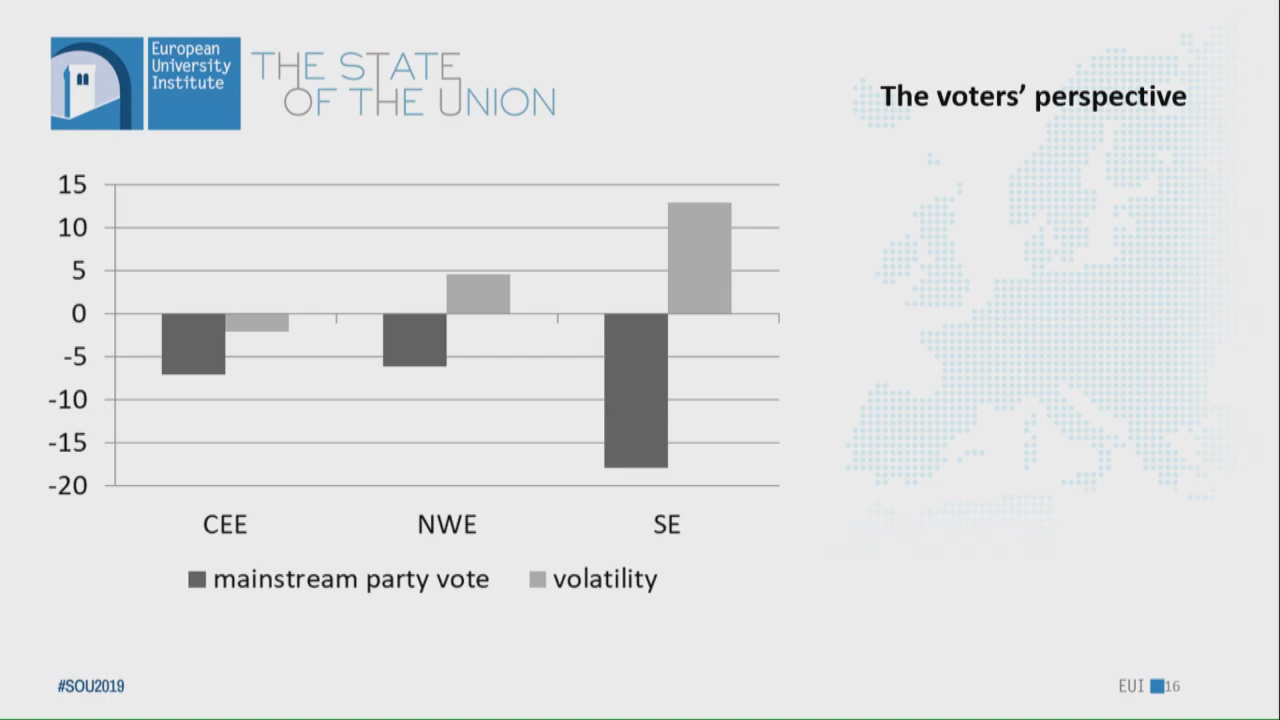 European
University
Institute
THE STATE
OF THE UNION
The voters’ perspective
15
10
5
0
-5
-10
-15
-20
CEE NWE SE
mainstream party vote volatility
#SOU2019
EUI 16